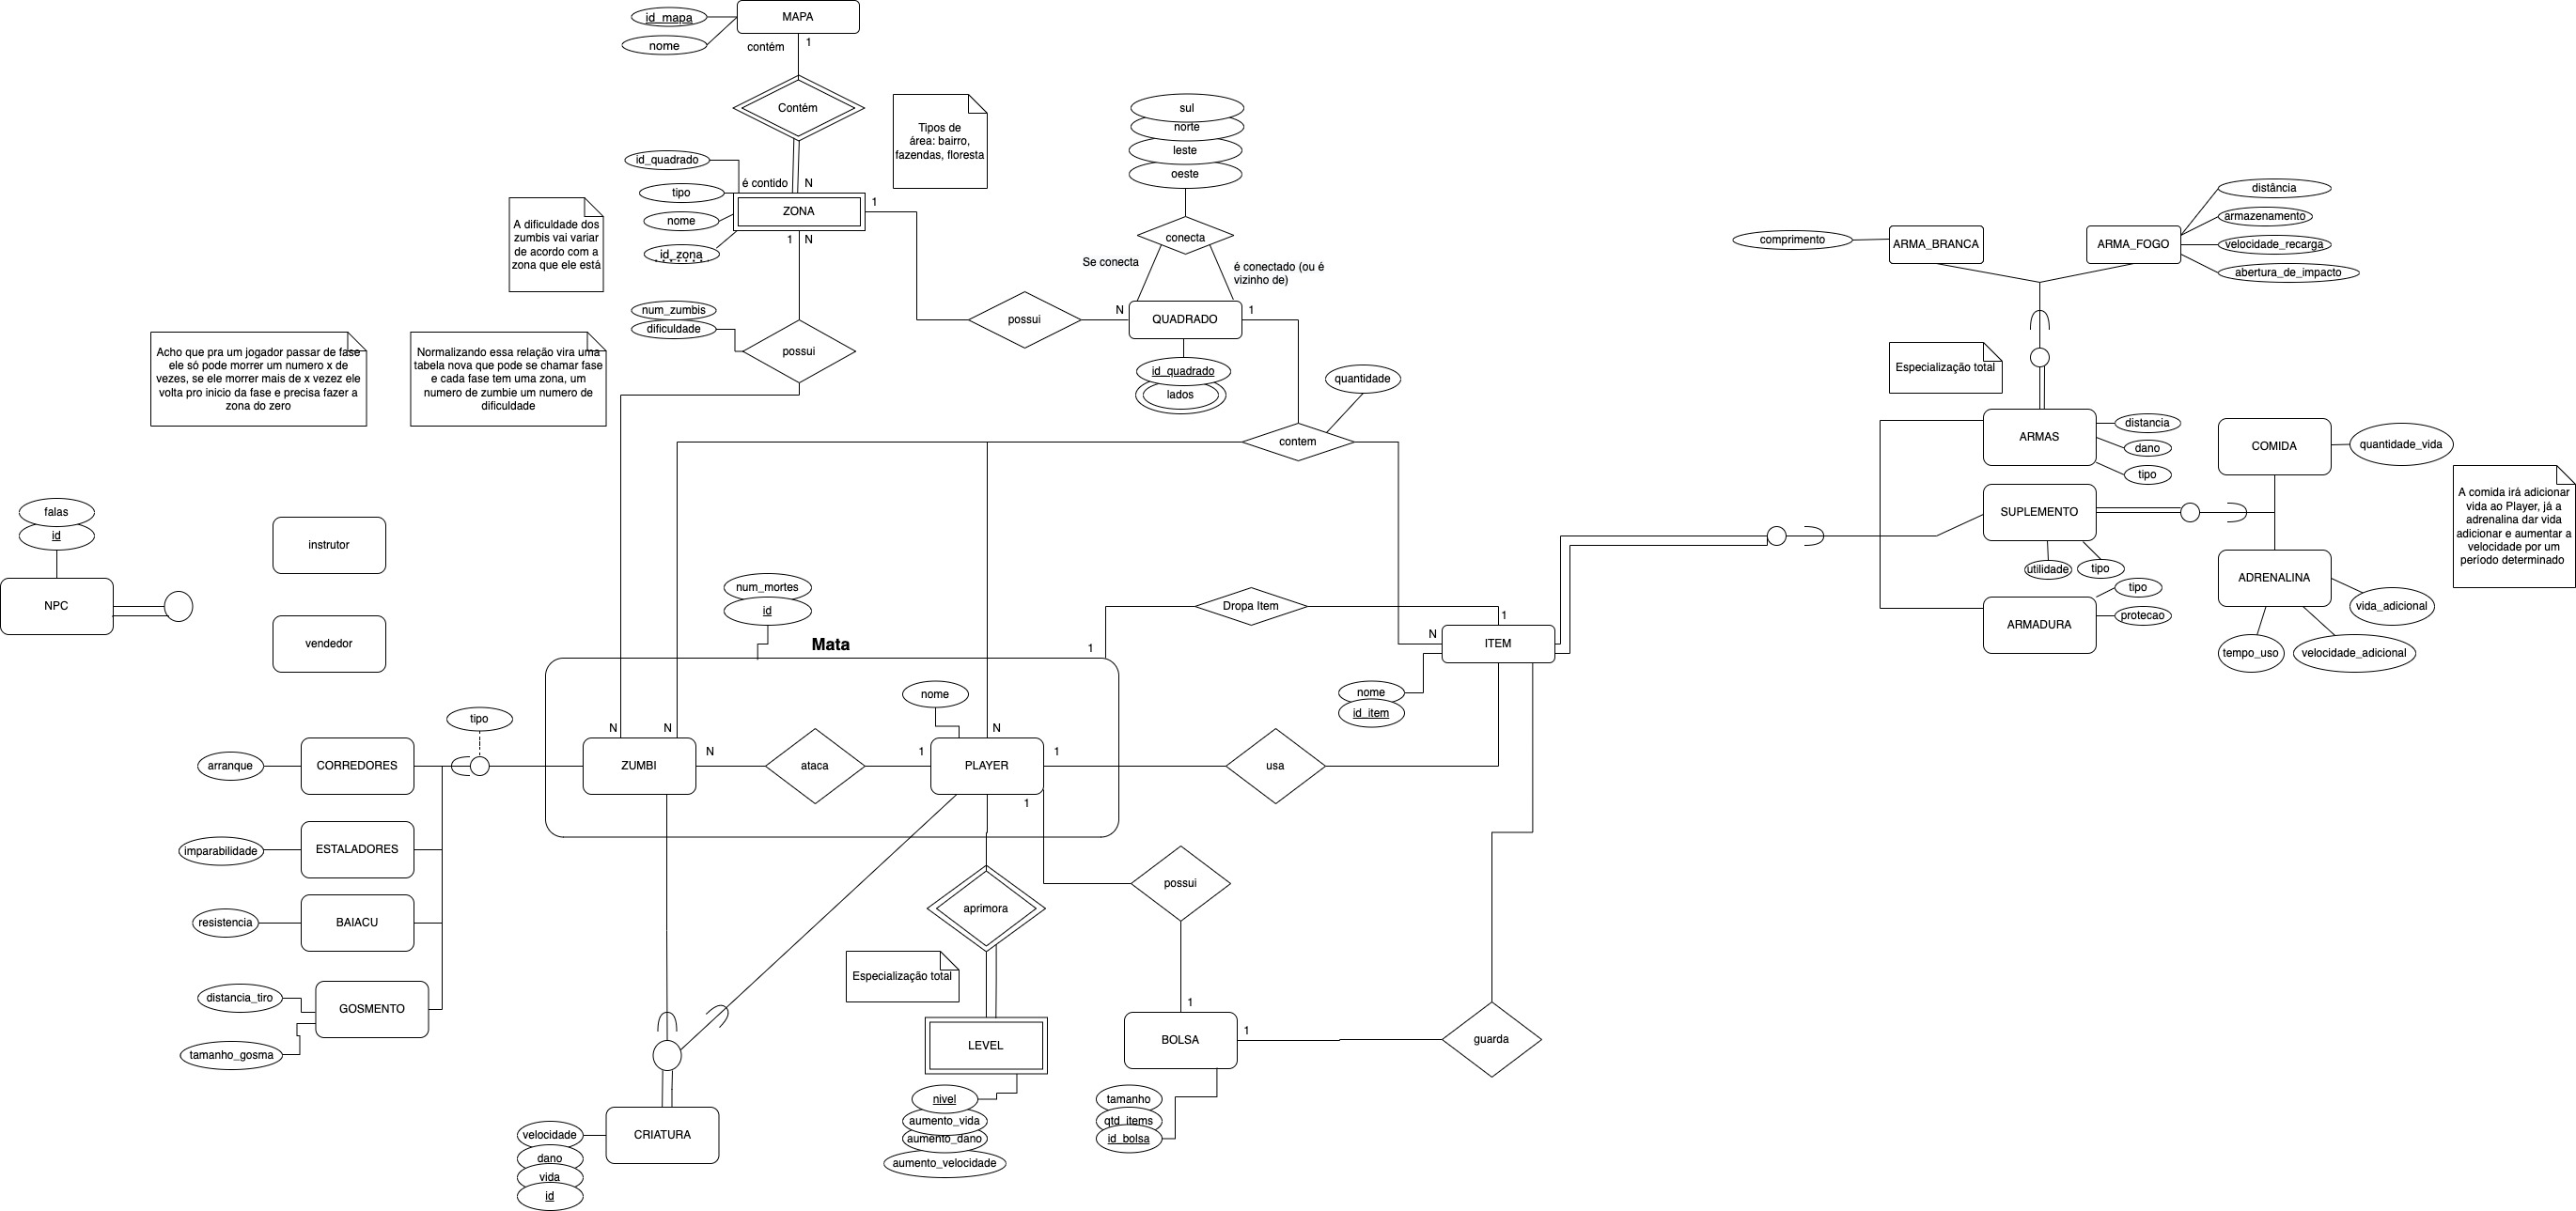 id_mapa
MAPA
nome
contém
1
Contém
Tipos de
área: bairro,
fazendas, floresta
sul
norte
leste
oeste
id_quadrado
é contido
N
tipo
ZONA
1
nome
id_zona
1
N
A dificuldade dos
zumbis vai variar
de acordo com a
zona que ele está
conecta
Se conecta
é conectado (ou é
vizinho de)
distância
armazenamento
comprimento
ARMA_BRANCA
ARMA_FOGO
velocidade_recarga
abertura_de_impacto
num_zumbis
dificuldade
possui
possui
N
QUADRADO
1
id_quadrado
lados
quantidade
Acho que pra um jogador passar de fase
ele só pode morrer um numero x de
vezes, se ele morrer mais de x vezez ele
volta pro inicio da fase e precisa fazer a
zona do zero
Normalizando essa relação vira uma
tabela nova que pode se chamar fase
e cada fase tem uma zona, um
numero de zumbie um numero de
dificuldade
Especialização total
contem
ARMAS
distancia
dano
tipo
COMIDA
quantidade_vida
falas
id
NPC
instrutor
vendedor
SUPLEMENTO
utilidade
tipo
A comida irá adicionar
vida ao Player, já a
adrenalina dar vida
adicionar e aumentar a
velocidade por um
período determinado
ADRENALINA
vida_adicional
tempo_uso
velocidade_adicional
tipo
protecao
ARMADURA
num_mortes
id
Mata
1
Dropa Item
1
N
ITEM
nome
id_item
tipo
nome
N
N
N
arranque
CORREDORES
ZUMBI
N
ataca
1
PLAYER
1
usa
1
imparabilidade
ESTALADORES
resistencia
BAIACU
possui
aprimora
distancia_tiro
GOSMENTO
tamanho_gosma
Especialização total
LEVEL
1
BOLSA
1
guarda
nivel
aumento_vida
aumento_dano
aumento_velocidade
tamanho
qtd_items
id_bolsa
velocidade
CRIATURA
dano
vida
id